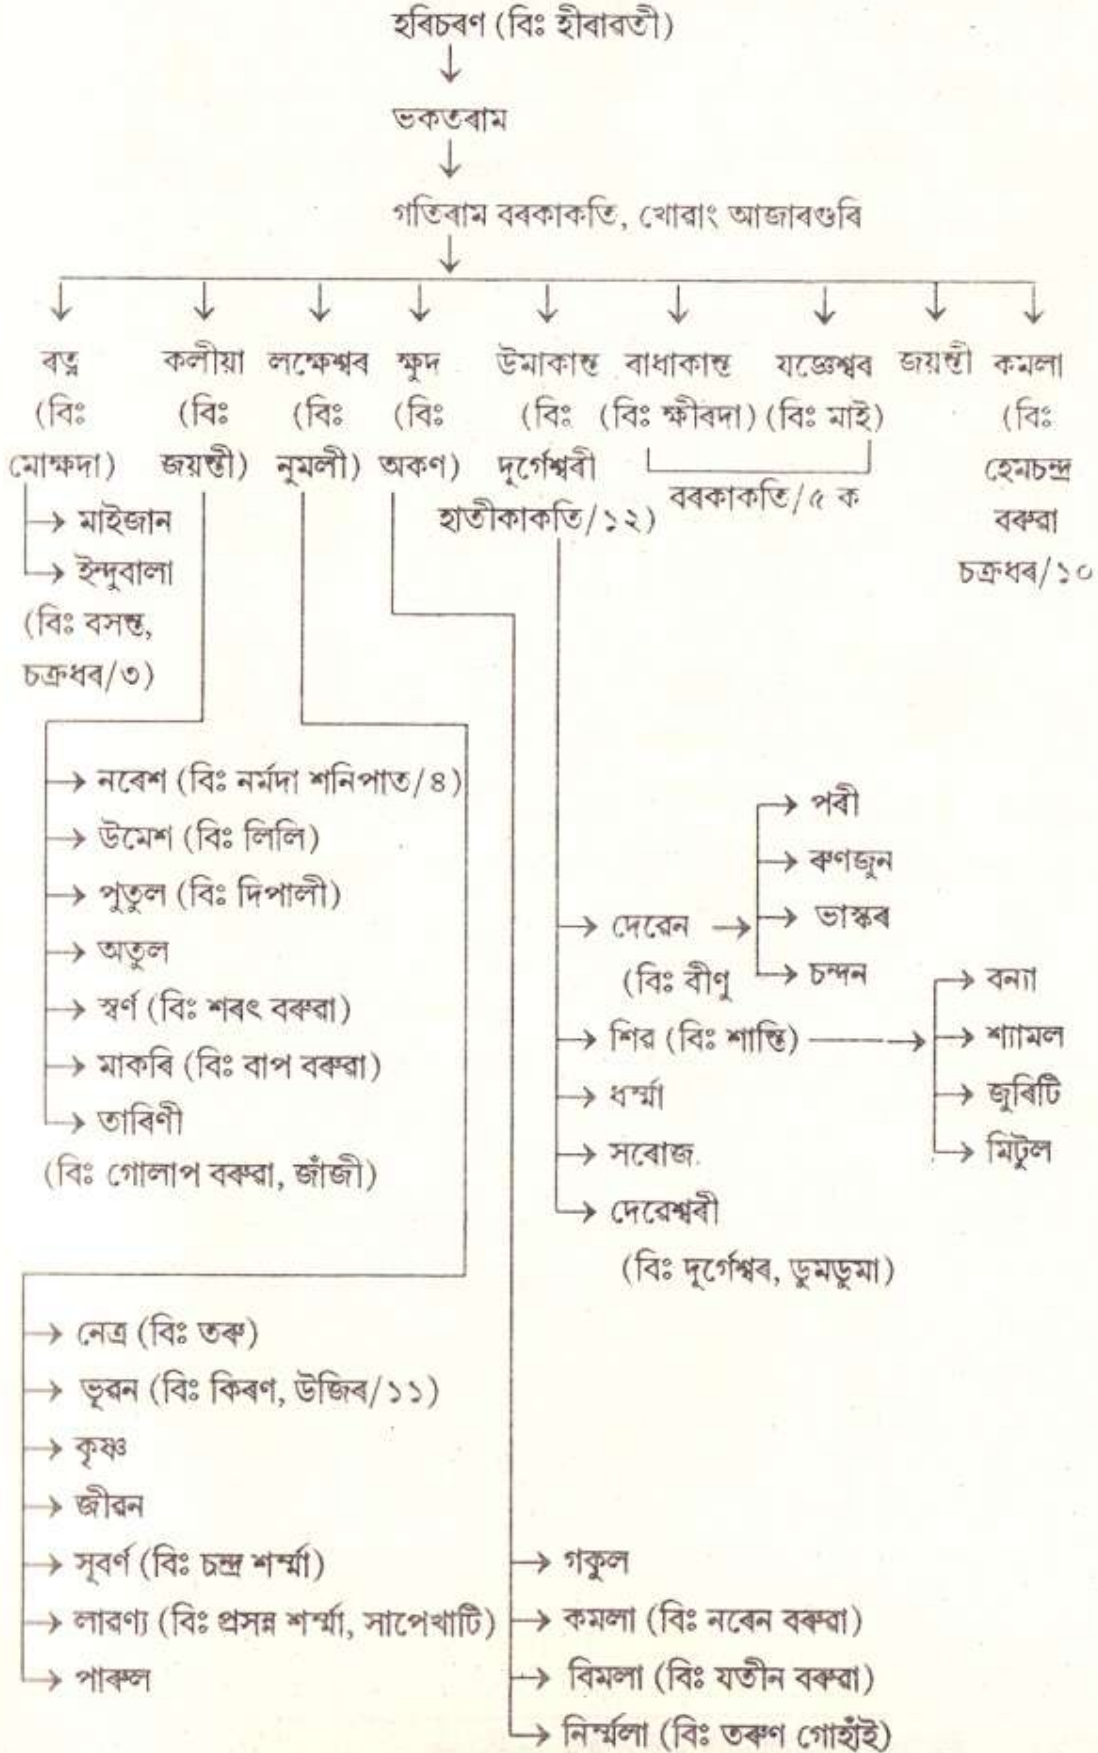 হৰিচৰণ (বিঃ হীৰাৱতী)
ভকতৰাম
গতিৰাম বৰকাকতি, খোৱাং আজাৰগুৰি
ৰত্ন কলীয়া লক্ষেশ্বৰ ক্ষুদ উমাকান্ত ৰাধাকান্ত যজ্ঞেশ্বৰ জয়ন্তী কমলা
(বিঃ (বিঃ (বিঃ (বিঃ (বিঃ (বিঃ ক্ষীৰদা) (বিঃ মাই) (বিঃ
মোক্ষদা) জয়ন্তী) নুমলী) অকণ) দুৰ্গেশ্বৰী হেমচন্দ্ৰ
হাতীকাকতি/১২) বৰকাকতি/৫ ক বৰুৱা
চক্ৰধৰ/১০
মাইজান
ইন্দুবালা
(বিঃ বসন্ত,
চক্ৰধৰ/৩)
নৰেশ (বিঃ নৰ্মদা শনিপাত/৪)
উমেশ (বিঃ লিলি)
পুতুল (বিঃ দিপালী)
অতুল
স্বৰ্ণ (বিঃ শৰৎ বৰুৱা)
মাকৰি (বিঃ বাপ বৰুৱা)
তাৰিণী
(বিঃ গোলাপ বৰুৱা, জাঁজী)
দেৱেন
(বিঃ বীণু
পৰী
ৰুণজুন
ভাস্কৰ
চন্দন
শিৱ (বিঃ শান্তি)
বন্যা
শ্যামল
জুৰিটি
মিটুল
ধৰ্ম্মা
সৰোজ.
দেৱেশ্বৰী
(বিঃ দুৰ্গেশ্বৰ, ডুমডুমা)
নেত্ৰ (বিঃ তৰু)
ভূৱন (বিঃ কিৰণ, উজিৰ/১১)
কৃষ্ণ
জীৱন
সূবৰ্ণ (বিঃ চন্দ্ৰ শৰ্ম্মা)
লাৱণ্য (বিঃ প্ৰসন্ন শৰ্ম্মা, সাপেখাটি)
পাৰুল
গকুল
কমলা (বিঃ নৰেন বৰুৱা)
বিমলা (বিঃ যতীন বৰুৱা)
নিৰ্ম্মলা (বিঃ তৰুণ গোহাঁই)